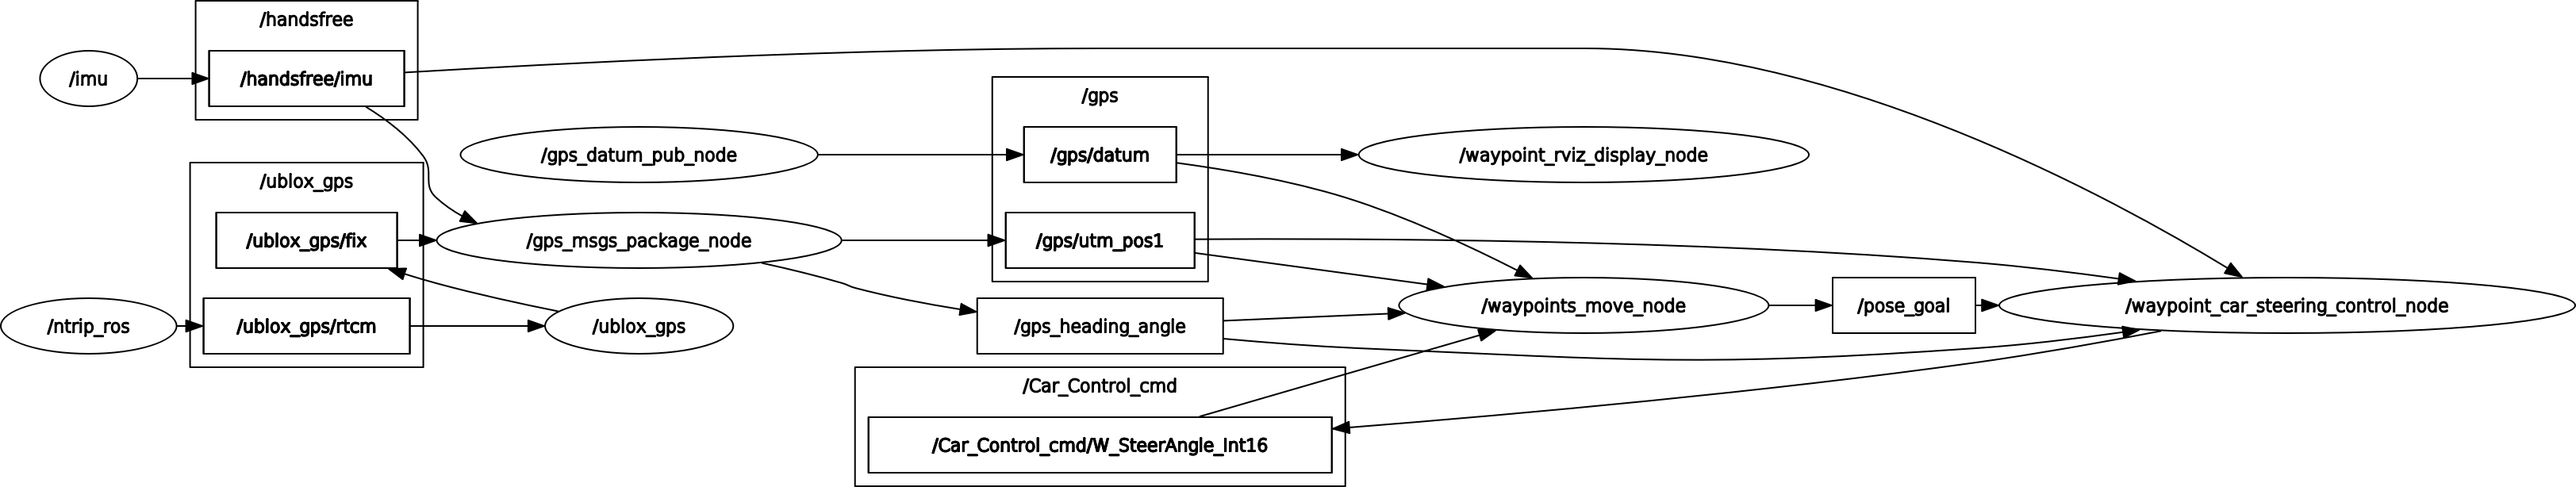 /handsfree
/imu
/handsfree/imu
/gps
/gps_datum_pub_node
/gps/datum
/waypoint_rviz_display_node
/ublox_gps
/ublox_gps/fix
/gps_msgs_package_node
/gps/utm_pos1
/waypoints_move_node
/pose_goal
/waypoint_car_steering_control_node
/ntrip_ros
/ublox_gps/rtcm
/ublox_gps
/gps_heading_angle
/Car_Control_cmd
/Car_Control_cmd/W_SteerAngle_Int16